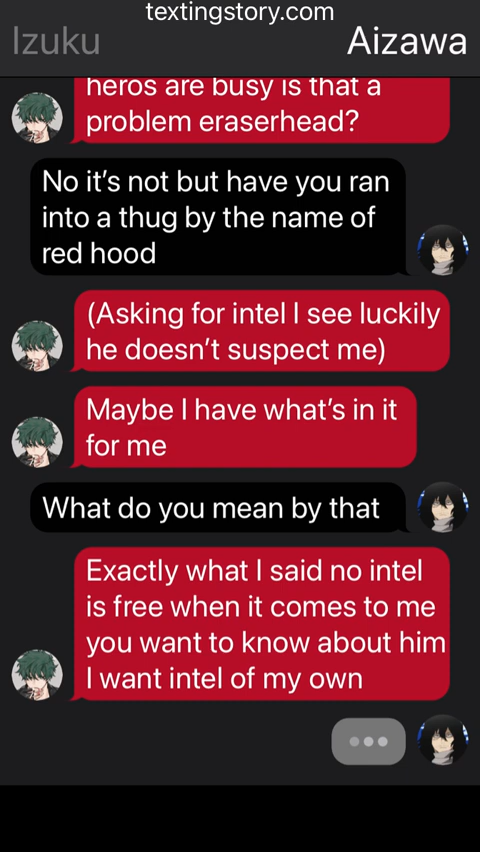 textingstory.com
Izuku
Aizawa
heros are busy is that a
problem eraserhead?
No it's not but have you ran
into a thug by the name of
red hood
(Asking for intel I see luckily
he doesn't suspect me)
Maybe I have what's in it
for me
What do you mean by that
Exactly what I said no intel
is free when it comes to me
you want to know about him
I want intel of my own